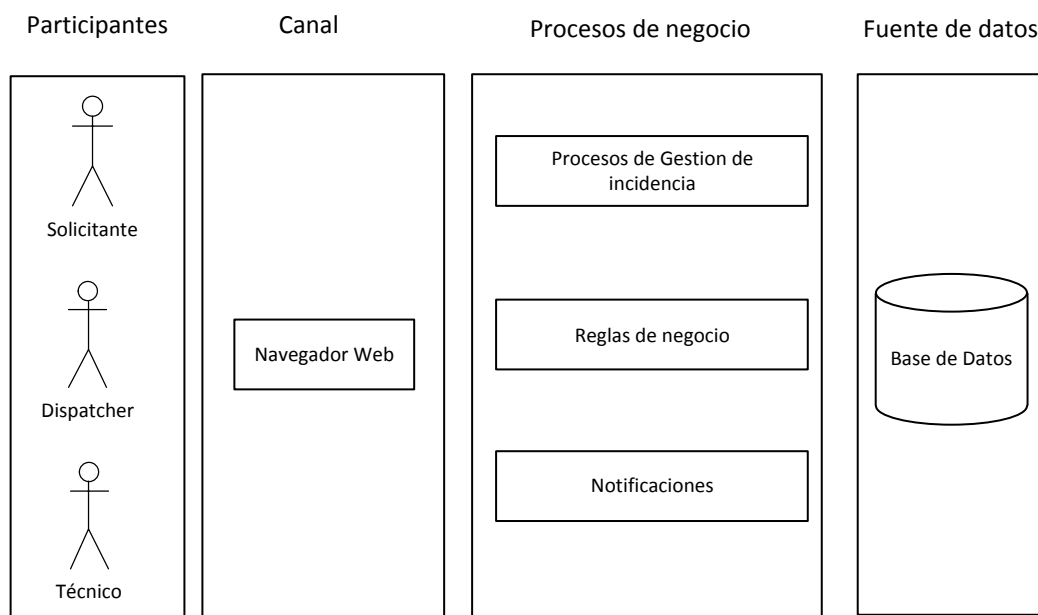 Participantes
Canal
Procesos de negocio
Fuente de datos
Solicitante
Dispatcher
Técnico
Navegador Web
Procesos de Gestion de
incidencia
Reglas de negocio
Notificaciones
Base de Datos